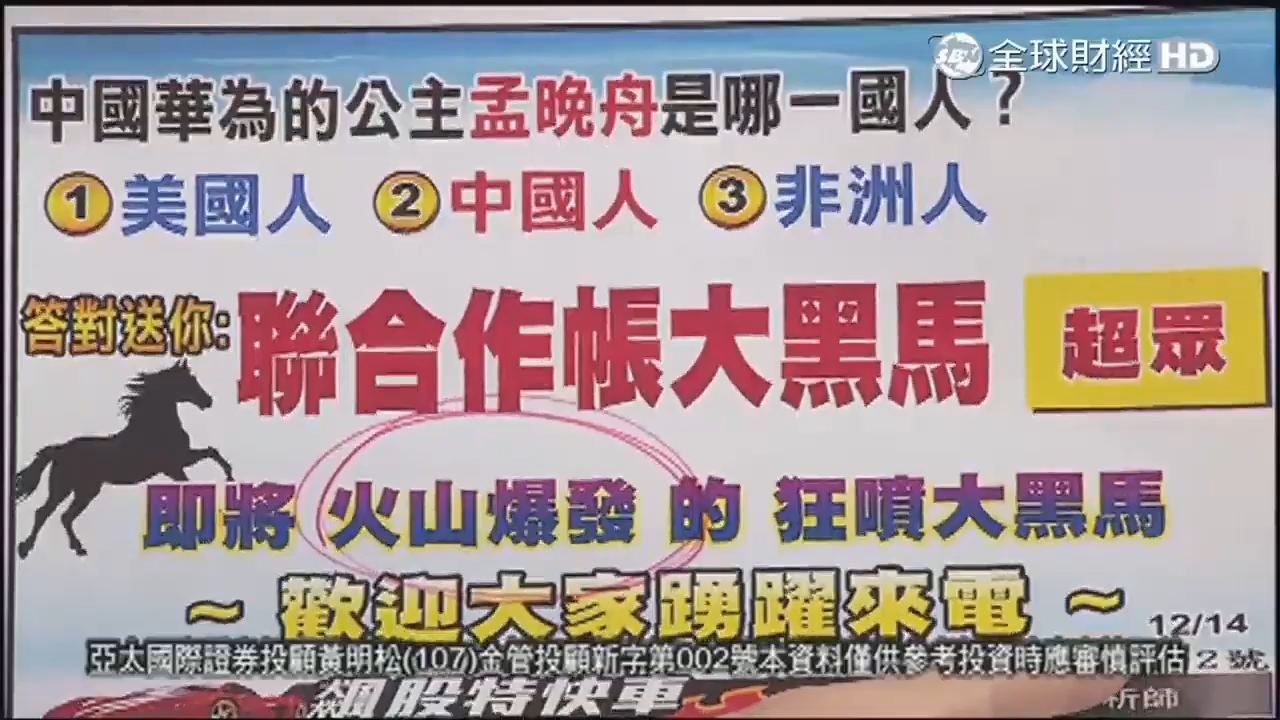 SBN 全球財經 HD
中國華為的公主孟晚舟是哪一國人？
1 美國人 2 中國人 3 非洲人
答對送你: 聯合作帳大黑馬 超眾
即將 火山爆發 的 狂噴大黑馬
~ 歡迎大家踴躍來電 ~
12/14
亞太國際證券投顧黃明松(107)金管投顧新字第002號本資料僅供參考投資時應審慎評估
2號
飆股特快車 析師